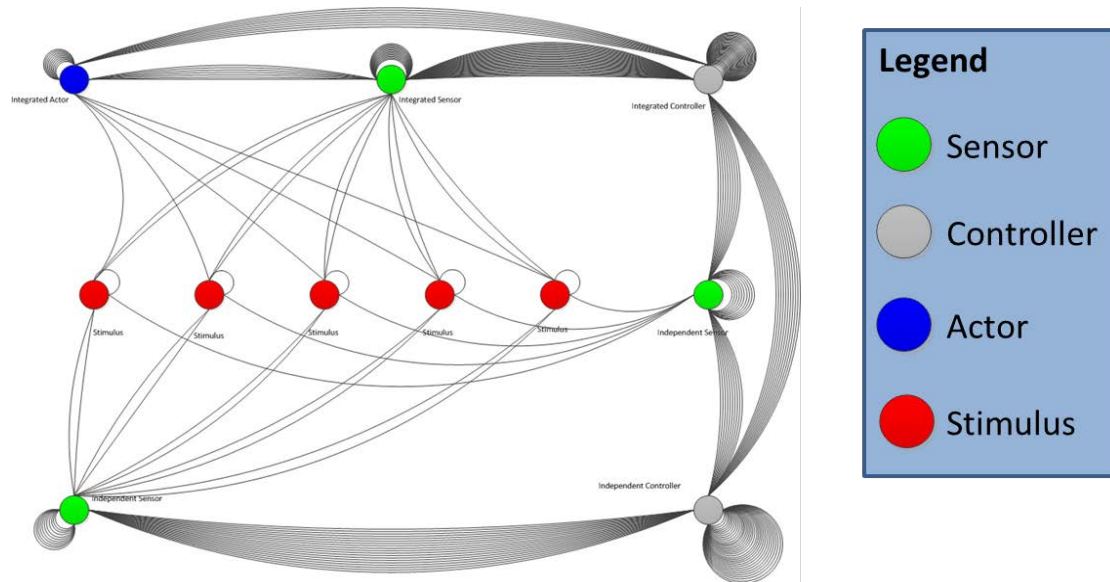 Legend
Integrated Actor
Integrated Sensor
Integrated Controller
Sensor
Controller
Stimulus
Stimulus
Stimulus
Stimulus
Stimulus
Independent Sensor
Actor
Stimulus
Independent Sensor
Independent Controller